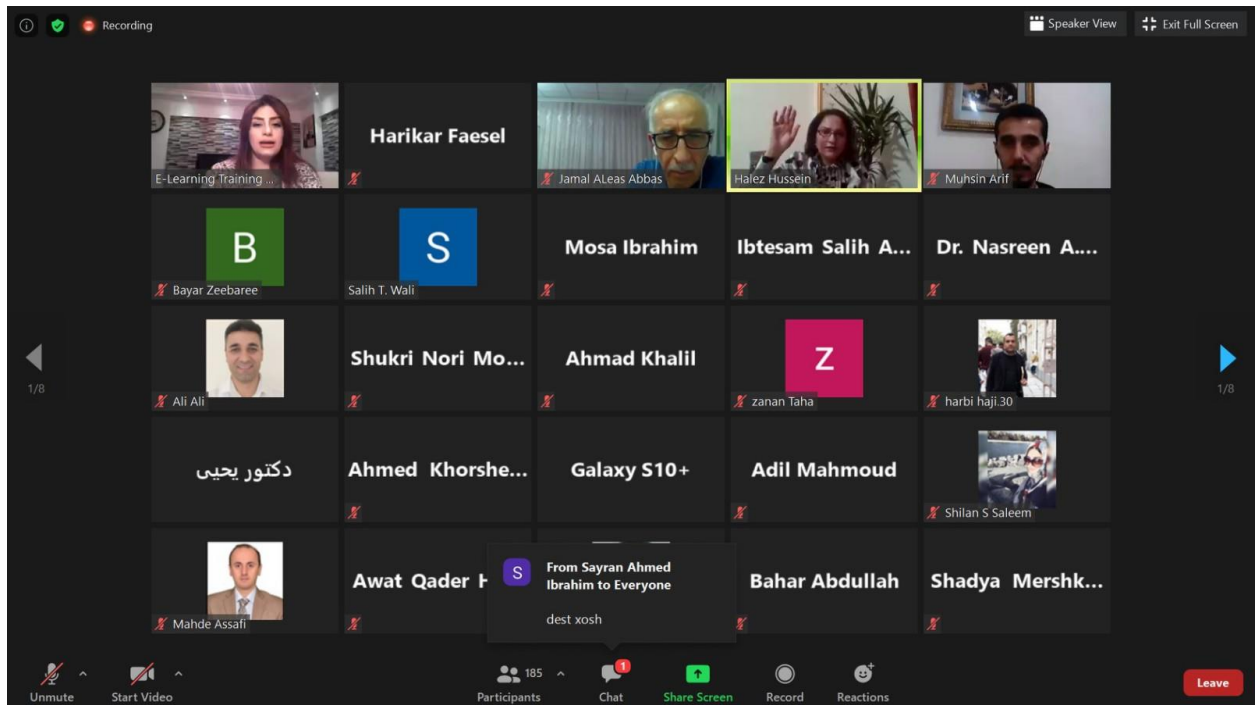 Recording
Speaker View
Exit Full Screen
E-Learning Training ...
Harikar Faesel
Jamal ALeas Abbas
Halez Hussein
Muhsin Arif
B
Bayar Zeebaree
S
Salih T. Wali
Mosa Ibrahim
Ibtesam Salih A...
Dr. Nasreen A....
Ali Ali
Shukri Nori Mo...
Ahmad Khalil
Z
zanan Taha
harbi haji.30
1/8
1/8
دكتور يحيى
Ahmed Khorshe...
Galaxy S10+
Adil Mahmoud
Shilan S Saleem
Mahde Assafi
Awat Qader H
S
From Sayran Ahmed
Ibrahim to Everyone
dest xosh
Bahar Abdullah
Shadya Mershk...
Unmute
Start Video
185
Participants
1
Chat
Share Screen
Record
Reactions
Leave